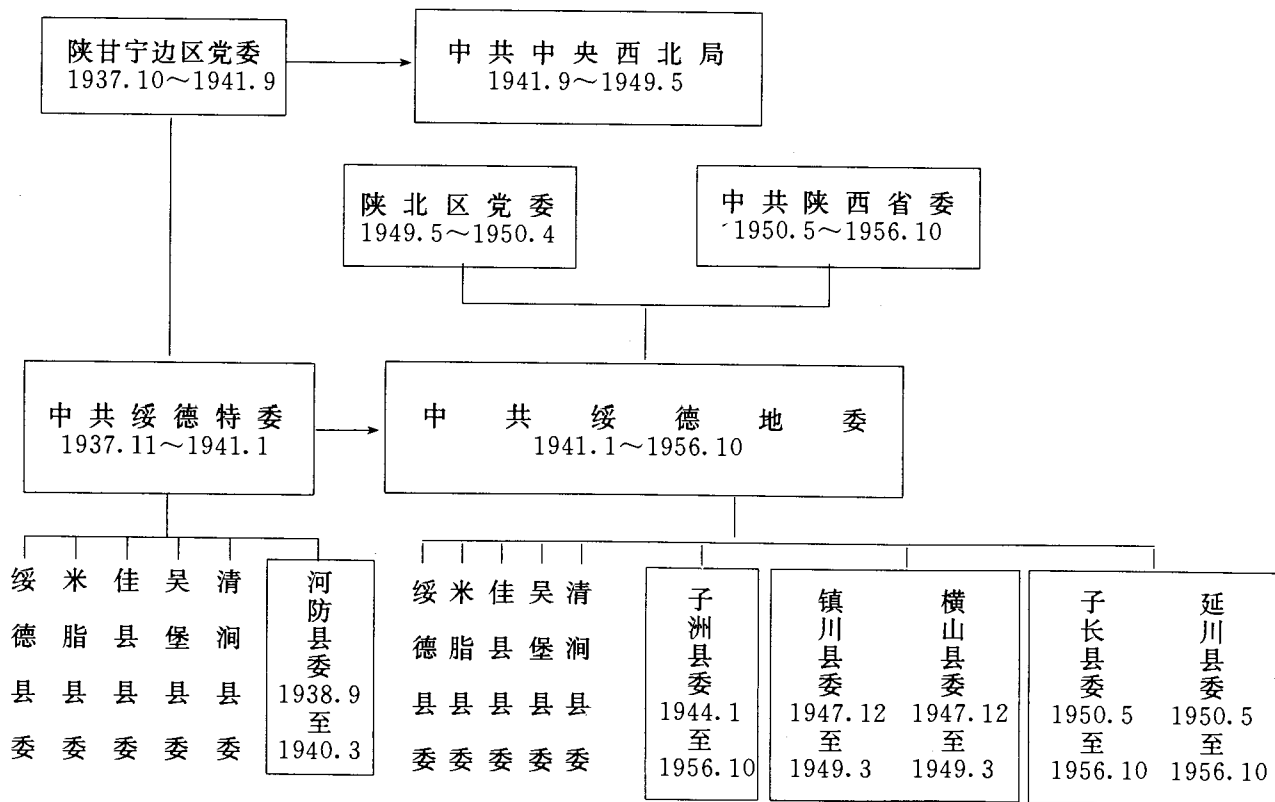 陕甘宁边区党委
1937.10～1941.9
中共中央西北局
1941.9～1949.5
陕北区党委
1949.5～1950.4
中共陕西省委
1950.5～1956.10
中共绥德特委
1937.11～1941.1
中共绥德地委
1941.1～1956.10
绥德县委
米脂县委
佳县县委
吴堡县委
清涧县委
河防县委
1938.9
至
1940.3
绥德县委
米脂县委
佳县县委
吴堡县委
清涧县委
子洲县委
1944.1
至
1956.10
镇川县委
1947.12
至
1949.3
横山县委
1947.12
至
1949.3
子长县委
1950.5
至
1956.10
延川县委
1950.5
至
1956.10